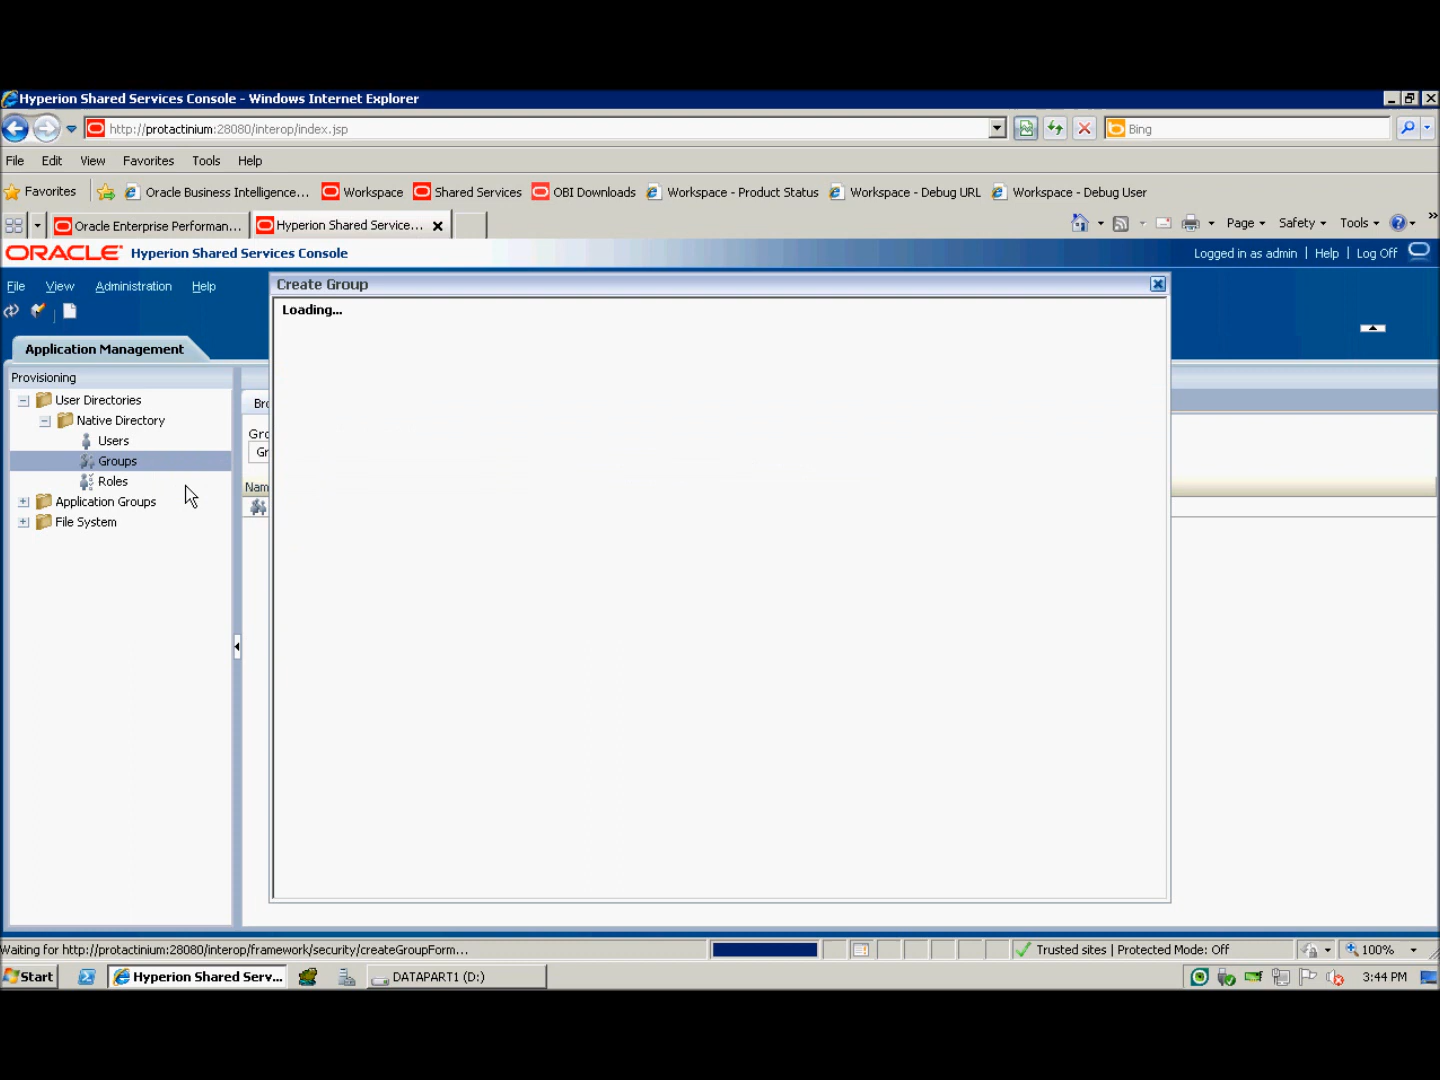 Hyperion Shared Services Console - Windows Internet Explorer
http://protactinium:28080/interop/index.jsp
Bing
File Edit View Favorites Tools Help
Favorites Oracle Business Intelligence... Workspace Shared Services OBI Downloads Workspace - Product Status Workspace - Debug URL Workspace - Debug User
Oracle Enterprise Performan... Hyperion Shared Service... Page Safety Tools
ORACLE Hyperion Shared Services Console Logged in as admin | Help | Log Off
File View Administration Help
Create Group
Loading...
Application Management
Provisioning
User Directories
Native Directory
Users
Groups
Roles
Application Groups
File System
Bro
Gro
Gr
Nam
Waiting for http://protactinium:28080/interop/framework/security/createGroupForm...
Trusted sites | Protected Mode: Off
100%
Start
Hyperion Shared Serv...
DATAPART1 (D:)
3:44 PM